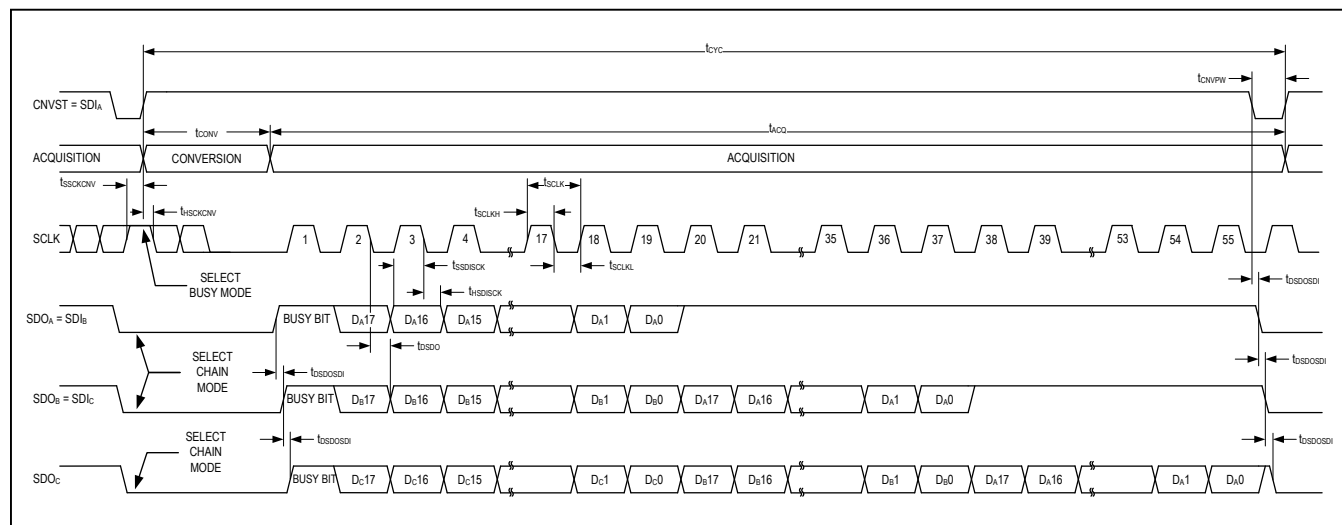 tCYC
tCNVPW
CNVST = SDIA
tCONV
tACQ
ACQUISITION CONVERSION ACQUISITION
tSSCKCNV
tHSCKCNV
tSCLK
tSCLKH
SCLK 1 2 3 4 17 18 19 20 21 35 36 37 38 39 53 54 55
tSSDISCK
tSCLKL
SELECT
BUSY MODE
tHSDISCK
tDSDOSDI
SDOA = SDIB BUSY BIT DA17 DA16 DA15 DA1 DA0
SELECT
CHAIN
MODE
tDSDO
tDSDOSDI
tDSDOSDI
SDOB = SDIC BUSY BIT DB17 DB16 DB15 DB1 DB0 DA17 DA16 DA1 DA0
SELECT
CHAIN
MODE
tDSDOSDI
tDSDOSDI
SDOC BUSY BIT DC17 DC16 DC15 DC1 DC0 DB17 DB16 DB1 DB0 DA17 DA16 DA1 DA0